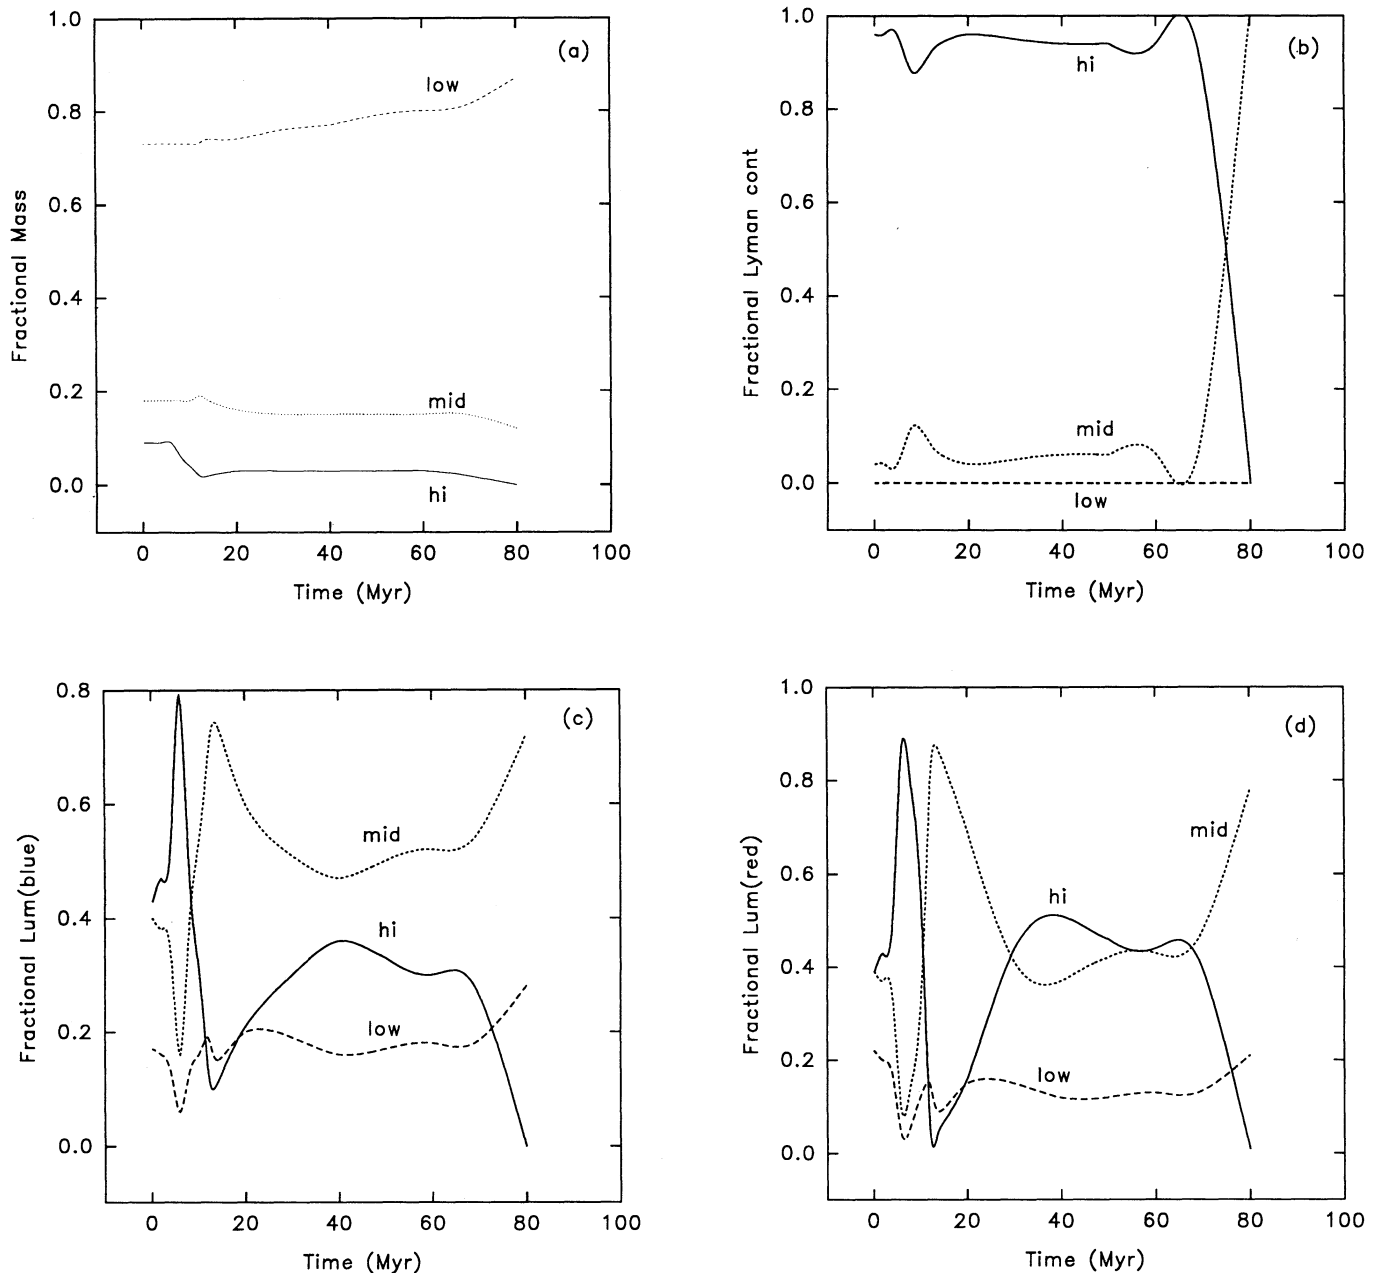 (a)
Fractional Mass
1.0
0.8
0.6
0.4
0.2
0.0
low
mid
hi
0 20 40 60 80 100
Time (Myr)
(b)
Fractional Lyman cont
1.0
0.8
0.6
0.4
0.2
0.0
hi
mid
low
0 20 40 60 80 100
Time (Myr)
(c)
Fractional Lum(blue)
0.8
0.6
0.4
0.2
0.0
mid
hi
low
0 20 40 60 80 100
Time (Myr)
(d)
Fractional Lum(red)
1.0
0.8
0.6
0.4
0.2
0.0
mid
hi
low
0 20 40 60 80 100
Time (Myr)